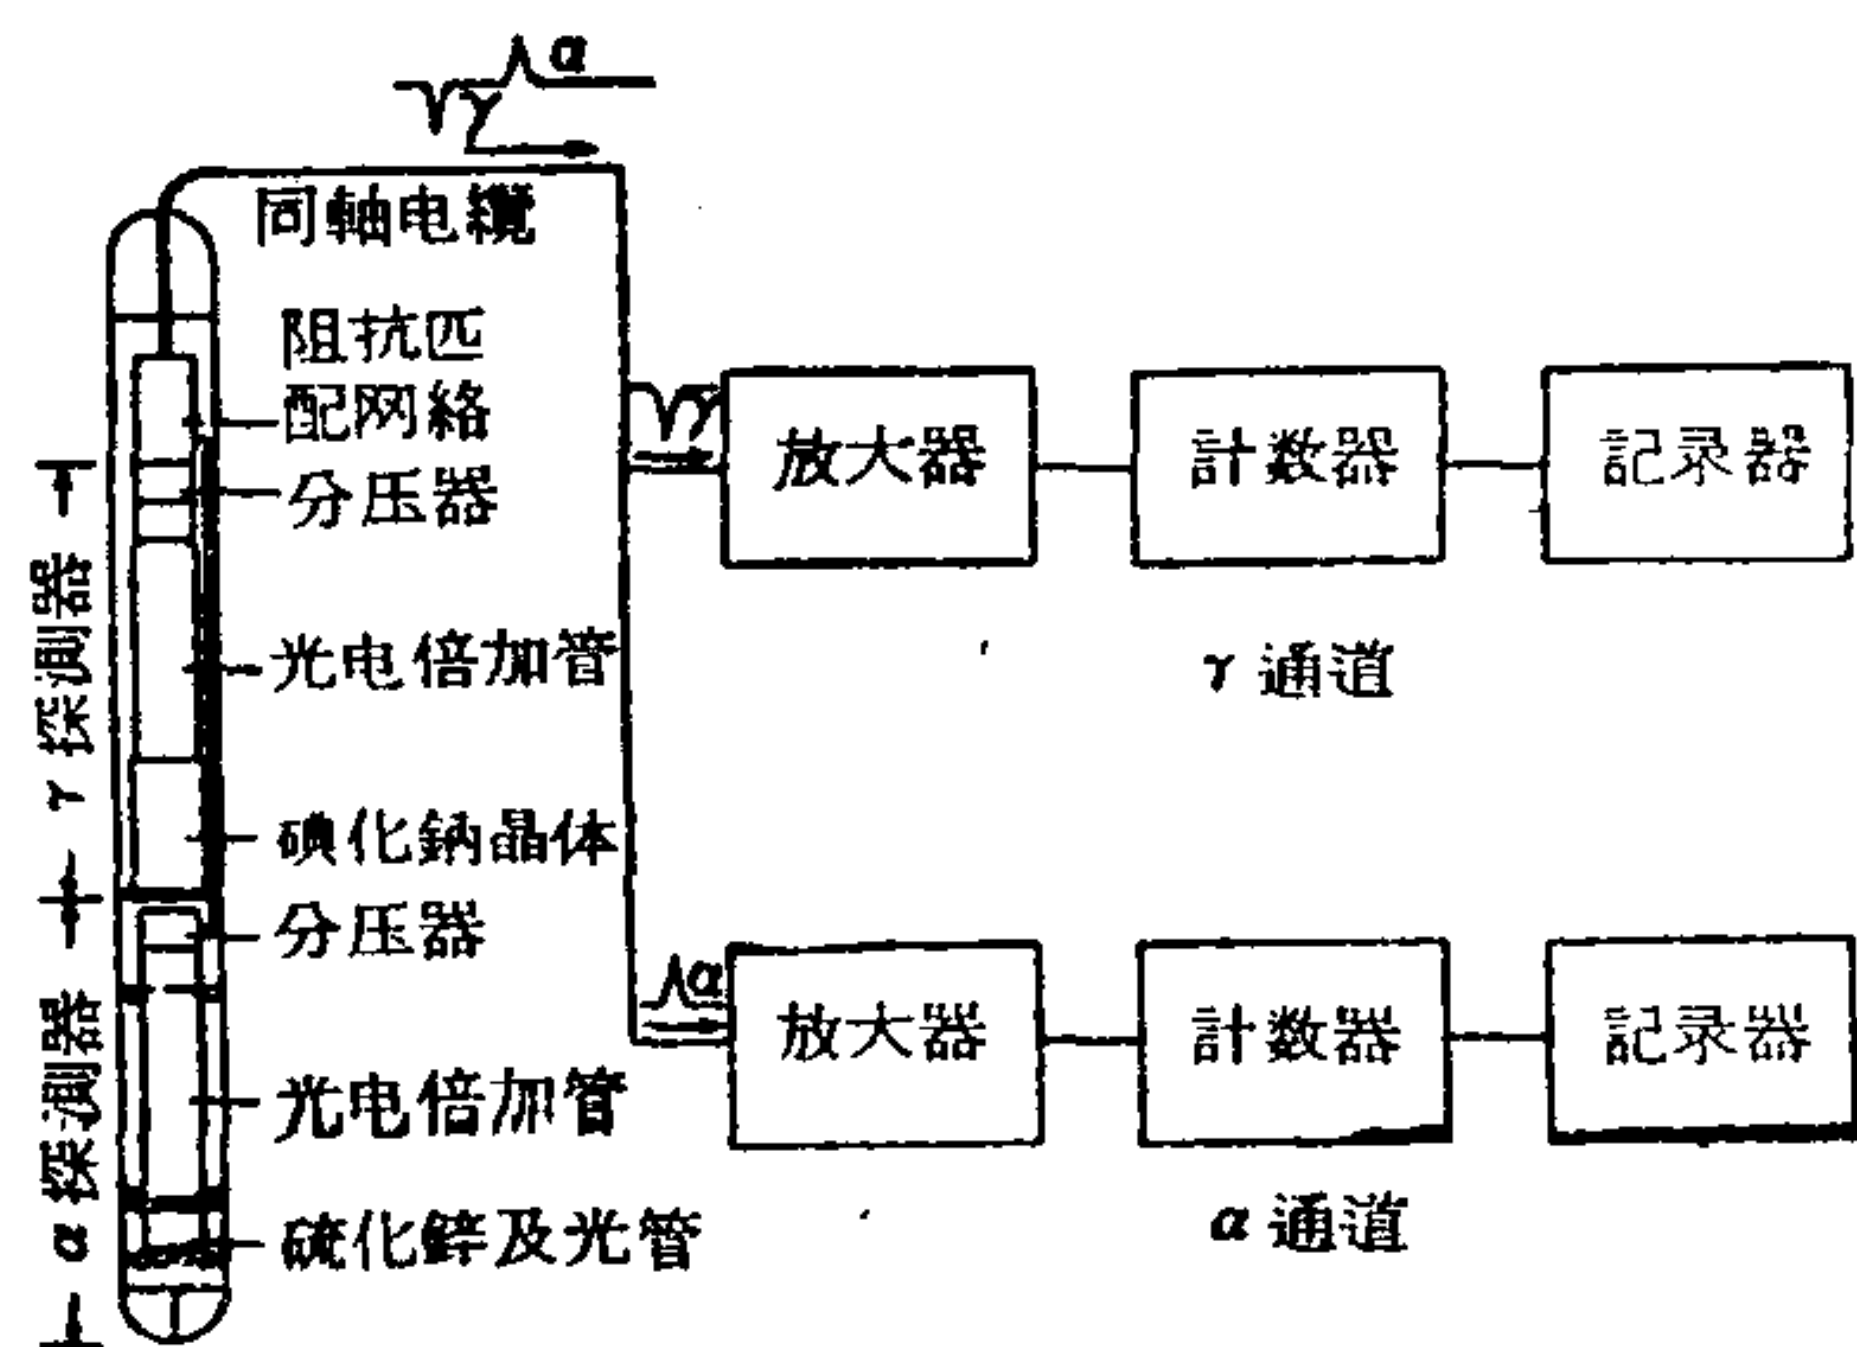 α
γ
同軸电纜
阻抗匹
配网絡
分压器
γ 探測器
光电倍加管
碘化鈉晶体
分压器
α 探測器
光电倍加管
硫化鋅及光管
γ
放大器
計数器
記录器
γ 通道
α
放大器
計数器
記录器
α 通道